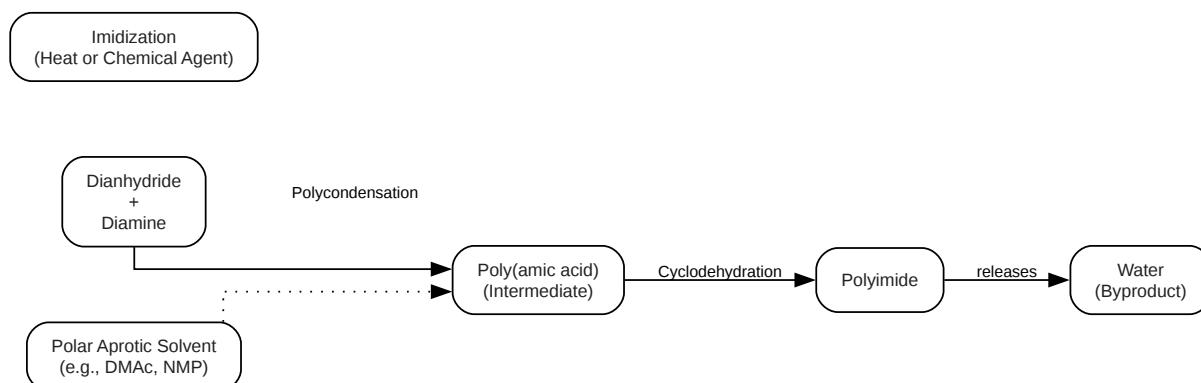 Imidization
(Heat or Chemical Agent)
Dianhydride
+
Diamine
Polycondensation
Poly(amic acid)
(Intermediate)
Cyclodehydration
Polyimide
releases
Water
(Byproduct)
Polar Aprotic Solvent
(e.g., DMAc, NMP)